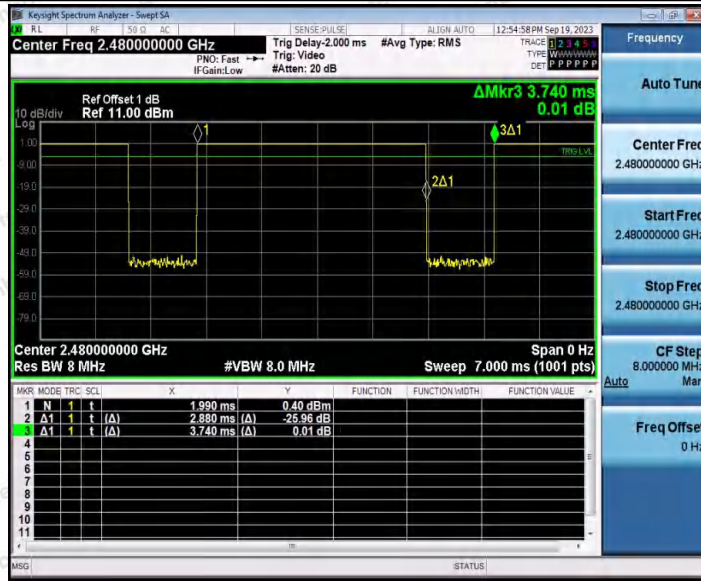 Keysight Spectrum Analyzer - Swept SA
RL RF 50 Ω AC SENSE:PULSE ALIGN AUTO 12:54:58 PM Sep 19, 2023
Center Freq 2.480000000 GHz
PNO: Fast
IFGain:Low
Trig Delay-2.000 ms
Trig: Video
#Atten: 20 dB
#Avg Type: RMS
TRACE 1 2 3 4 5 6
TYPE WWWWWW
DET P P P P P P
Frequency
Auto Tune
Center Freq
2.480000000 GHz
Start Freq
2.480000000 GHz
Stop Freq
2.480000000 GHz
CF Step
8.000000 MHz
Auto Man
Freq Offset
0 Hz
ΔMkr3 3.740 ms
0.01 dB
Ref Offset 1 dB
10 dB/div Ref 11.00 dBm
Log
1.00
-9.00
-19.0
-29.0
-39.0
-49.0
-59.0
-69.0
-79.0
1
2Δ1
3Δ1
TRIG LVL
Center 2.480000000 GHz Span 0 Hz
Res BW 8 MHz #VBW 8.0 MHz Sweep 7.000 ms (1001 pts)
MKR MODE TRC SCL X Y FUNCTION FUNCTION WIDTH FUNCTION VALUE
1 N 1 t 1.990 ms 0.40 dBm
2 Δ1 1 t (Δ) 2.880 ms (Δ) -25.96 dB
3 Δ1 1 t (Δ) 3.740 ms (Δ) 0.01 dB
4
5
6
7
8
9
10
11
MSG STATUS